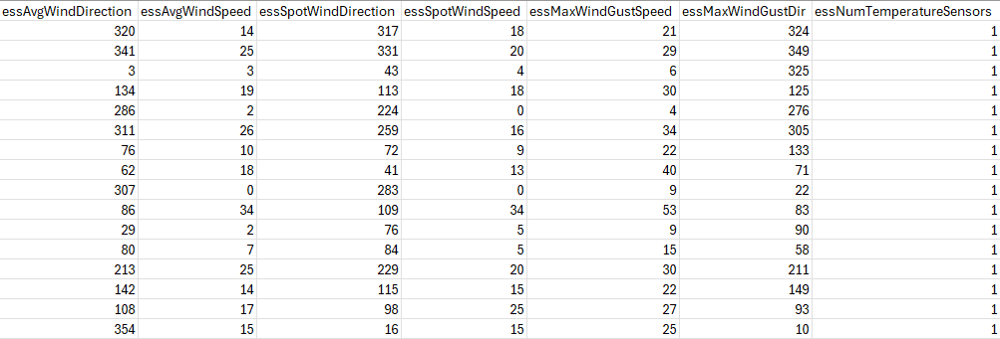 essAvgWindDirection essAvgWindSpeed essSpotWindDirection essSpotWindSpeed essMaxWindGustSpeed essMaxWindGustDir essNumTemperatureSensors
320 14 317 18 21 324 1
341 25 331 20 29 349 1
3 3 43 4 6 325 1
134 19 113 18 30 125 1
286 2 224 0 4 276 1
311 26 259 16 34 305 1
76 10 72 9 22 133 1
62 18 41 13 40 71 1
307 0 283 0 9 22 1
86 34 109 34 53 83 1
29 2 76 5 9 90 1
80 7 84 5 15 58 1
213 25 229 20 30 211 1
142 14 115 15 22 149 1
108 17 98 25 27 93 1
354 15 16 15 25 10 1